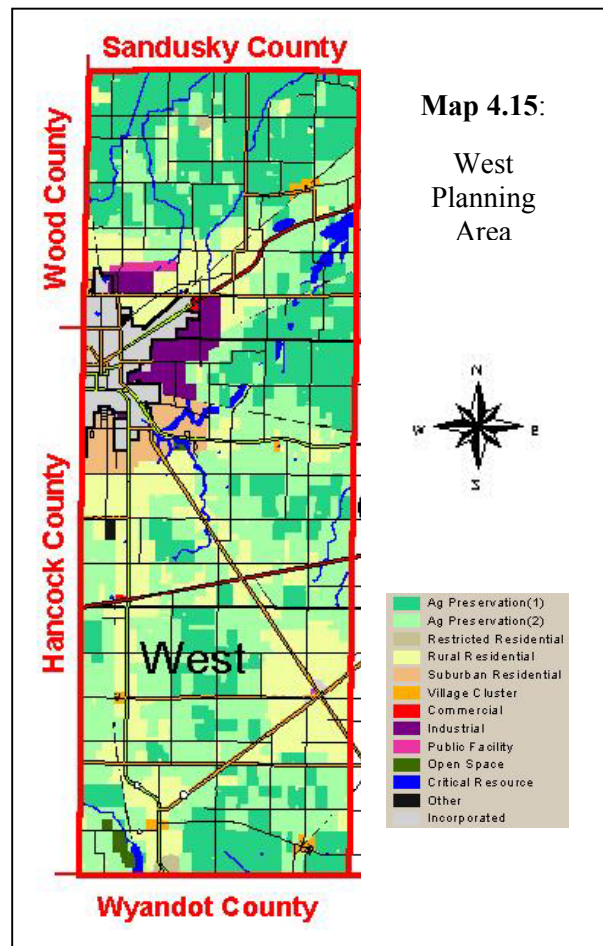 Sandusky County
Map 4.15:
West
Planning
Area
Wood County
N
W
E
S
Hancock County
West
Ag Preservation(1)
Ag Preservation(2)
Restricted Residential
Rural Residential
Suburban Residential
Village Cluster
Commercial
Industrial
Public Facility
Open Space
Critical Resource
Other
Incorporated
Wyandot County